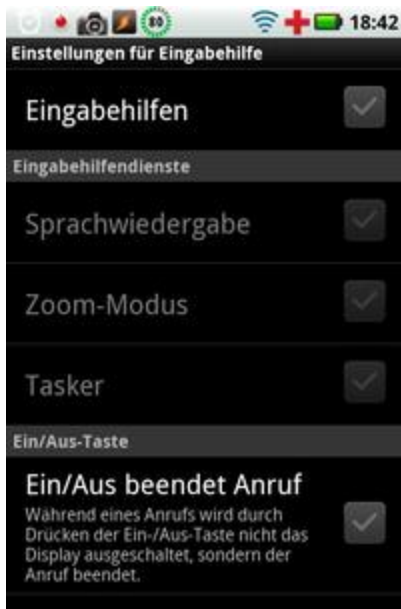 80 18:42
Einstellungen für Eingabehilfe
Eingabehilfen
Eingabehilfendienste
Sprachwiedergabe
Zoom-Modus
Tasker
Ein/Aus-Taste
Ein/Aus beendet Anruf
Während eines Anrufs wird durch
Drücken der Ein-/Aus-Taste nicht das
Display ausgeschaltet, sondern der
Anruf beendet.